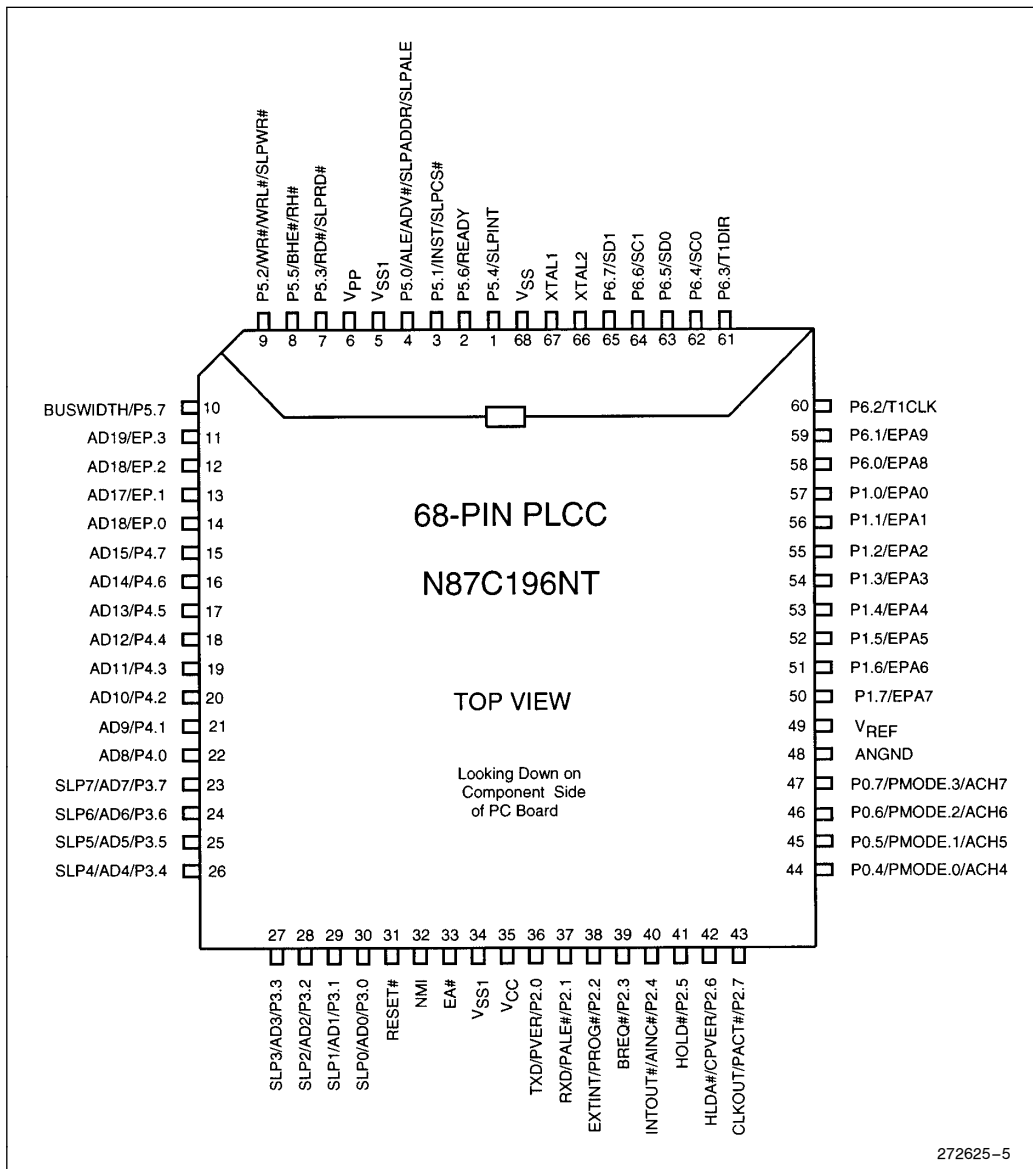 P5.2/WR#/WRL#/SLPWR#
P5.5/BHE#/RH#
P5.3/RD#/SLPRD#
VPP
VSS1
P5.0/ALE/ADV#/SLPADDR/SLPALE
P5.1/INST/SLPCS#
P5.6/READY
P5.4/SLPINT
VSS
XTAL1
XTAL2
P6.7/SD1
P6.6/SC1
P6.5/SD0
P6.4/SC0
P6.3/T1DIR
9 8 7 6 5 4 3 2 1 68 67 66 65 64 63 62 61
BUSWIDTH/P5.7 10
AD19/EP.3 11
AD18/EP.2 12
AD17/EP.1 13
AD18/EP.0 14
AD15/P4.7 15
AD14/P4.6 16
AD13/P4.5 17
AD12/P4.4 18
AD11/P4.3 19
AD10/P4.2 20
AD9/P4.1 21
AD8/P4.0 22
SLP7/AD7/P3.7 23
SLP6/AD6/P3.6 24
SLP5/AD5/P3.5 25
SLP4/AD4/P3.4 26
68-PIN PLCC
N87C196NT
TOP VIEW
Looking Down on
Component Side
of PC Board
60 P6.2/T1CLK
59 P6.1/EPA9
58 P6.0/EPA8
57 P1.0/EPA0
56 P1.1/EPA1
55 P1.2/EPA2
54 P1.3/EPA3
53 P1.4/EPA4
52 P1.5/EPA5
51 P1.6/EPA6
50 P1.7/EPA7
49 VREF
48 ANGND
47 P0.7/PMODE.3/ACH7
46 P0.6/PMODE.2/ACH6
45 P0.5/PMODE.1/ACH5
44 P0.4/PMODE.0/ACH4
27 28 29 30 31 32 33 34 35 36 37 38 39 40 41 42 43
SLP3/AD3/P3.3
SLP2/AD2/P3.2
SLP1/AD1/P3.1
SLP0/AD0/P3.0
RESET#
NMI
EA#
VSS1
VCC
TXD/PVER/P2.0
RXD/PALE#/P2.1
EXTINT/PROG#/P2.2
BREQ#/P2.3
INTOUT#/AINC#/P2.4
HOLD#/P2.5
HLDA#/CPVER/P2.6
CLKOUT/PACT#/P2.7
272625-5